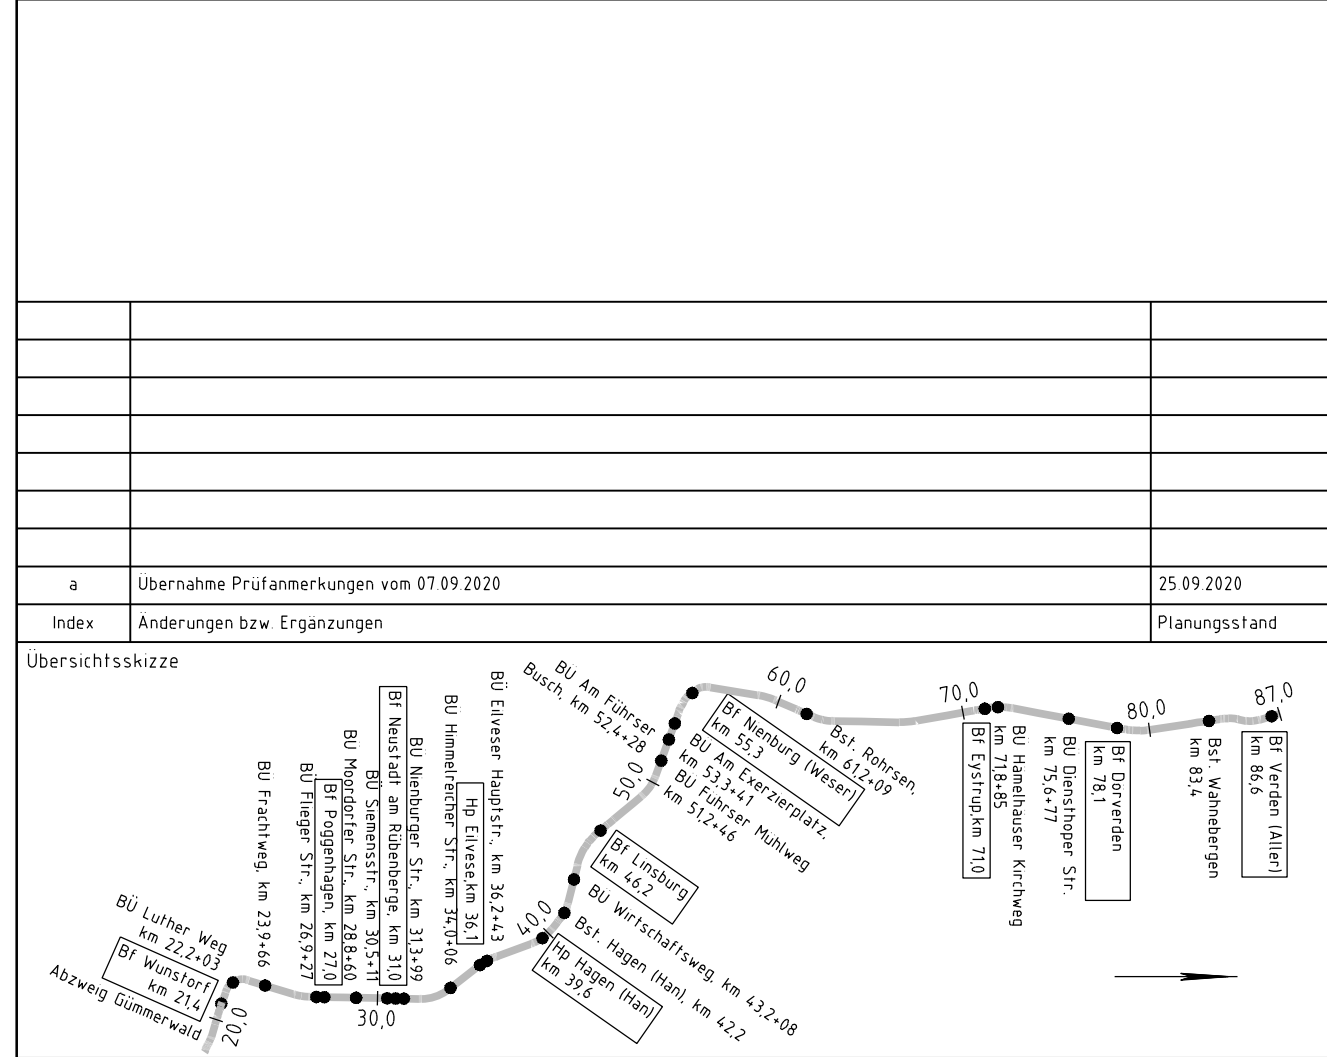 a
Übernahme Prüfanmerkungen vom 07.09.2020
25.09.2020
Index
Änderungen bzw. Ergänzungen
Planungsstand
Übersichtsskizze
Abzweig Gümmerwald
Bf Wunstorf
km 21,4
BÜ Luther Weg
km 22,2+03
20,0
BÜ Frachtweg, km 23,9+66
BÜ Flieger Str., km 26,9+27
Bf Poggenhagen, km 27,0
BÜ Moordorfer Str., km 28,8+60
BÜ Siemensstr., km 30,5+11
30,0
Bf Neustadt am Rübenberge, km 31,0
BÜ Nienburger Str., km 31,3+99
BÜ Himmelreicher Str., km 34,0+06
Hp Eilvese,km 36,1
BÜ Eilveser Hauptstr., km 36,2+43
40,0
Hp Hagen (Han)
km 39,6
Bst. Hagen (Han), km 42,2
BÜ Wirtschaftsweg, km 43,2+08
Bf Linsburg
km 46,2
50,0
BÜ Führser Mühlweg
km 51,2+46
BÜ Am Führser
Busch, km 52,4+28
BÜ Am Exerzierplatz,
km 53,3+41
Bf Nienburg (Weser)
km 55,3
60,0
Bst. Rohrsen,
km 61,2+09
70,0
Bf Eystrup,km 71,0
BÜ Hämelhäuser Kirchweg
km 71,8+85
BÜ Diensthoper Str.
km 75,6+77
Bf Dörverden
km 78,1
80,0
Bst. Wahnebergen
km 83,4
Bf Verden (Aller)
km 86,6
87,0